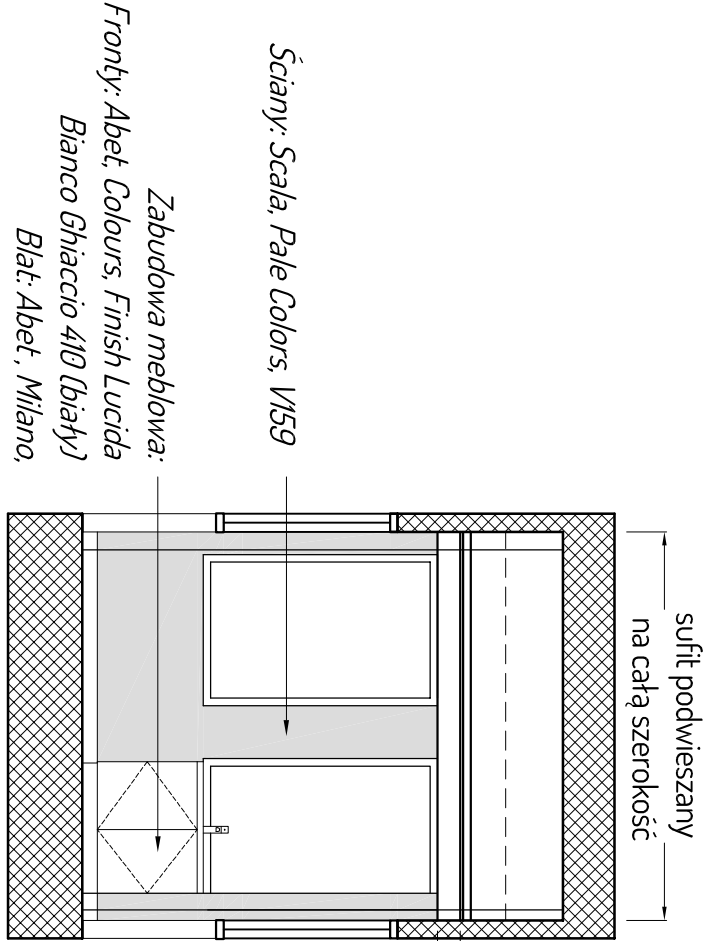 sufit podwieszany
na całą szerokość
Ściany: Scala, Pale Colors, V159
Zabudowa meblowa:
Fronty: Abet, Colours, Finish Lucida
Bianco Ghiaccio 410 (biały)
Blat: Abet , Milano,